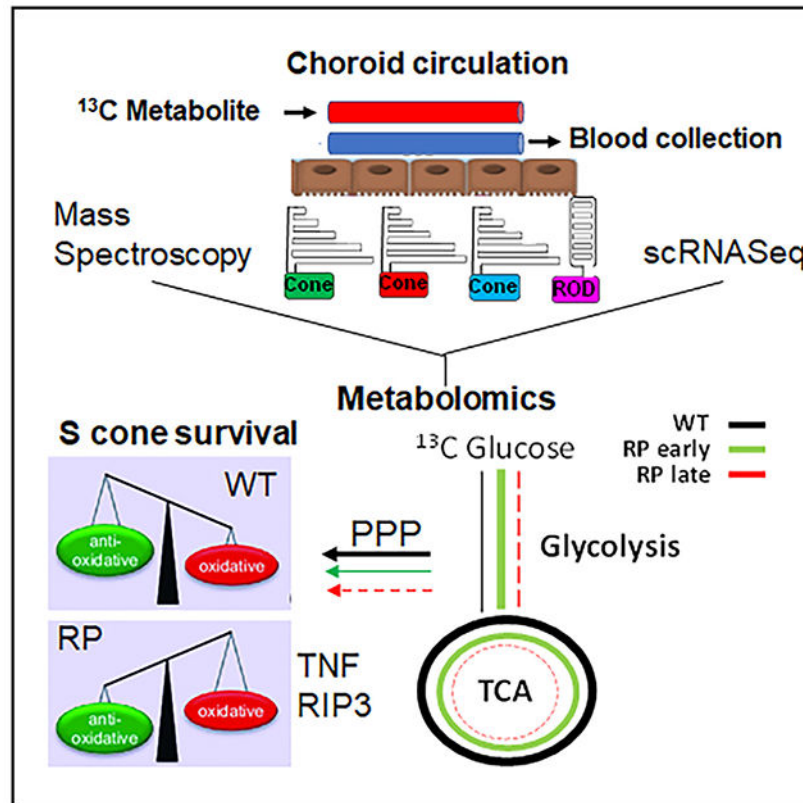 Choroid circulation
¹³C Metabolite
Blood collection
Mass
Spectroscopy
scRNASeq
Cone
Cone
Cone
ROD
Metabolomics
S cone survival
¹³C Glucose
WT
RP early
RP late
WT
anti-
oxidative
oxidative
PPP
Glycolysis
RP
anti-
oxidative
oxidative
TNF
RIP3
TCA